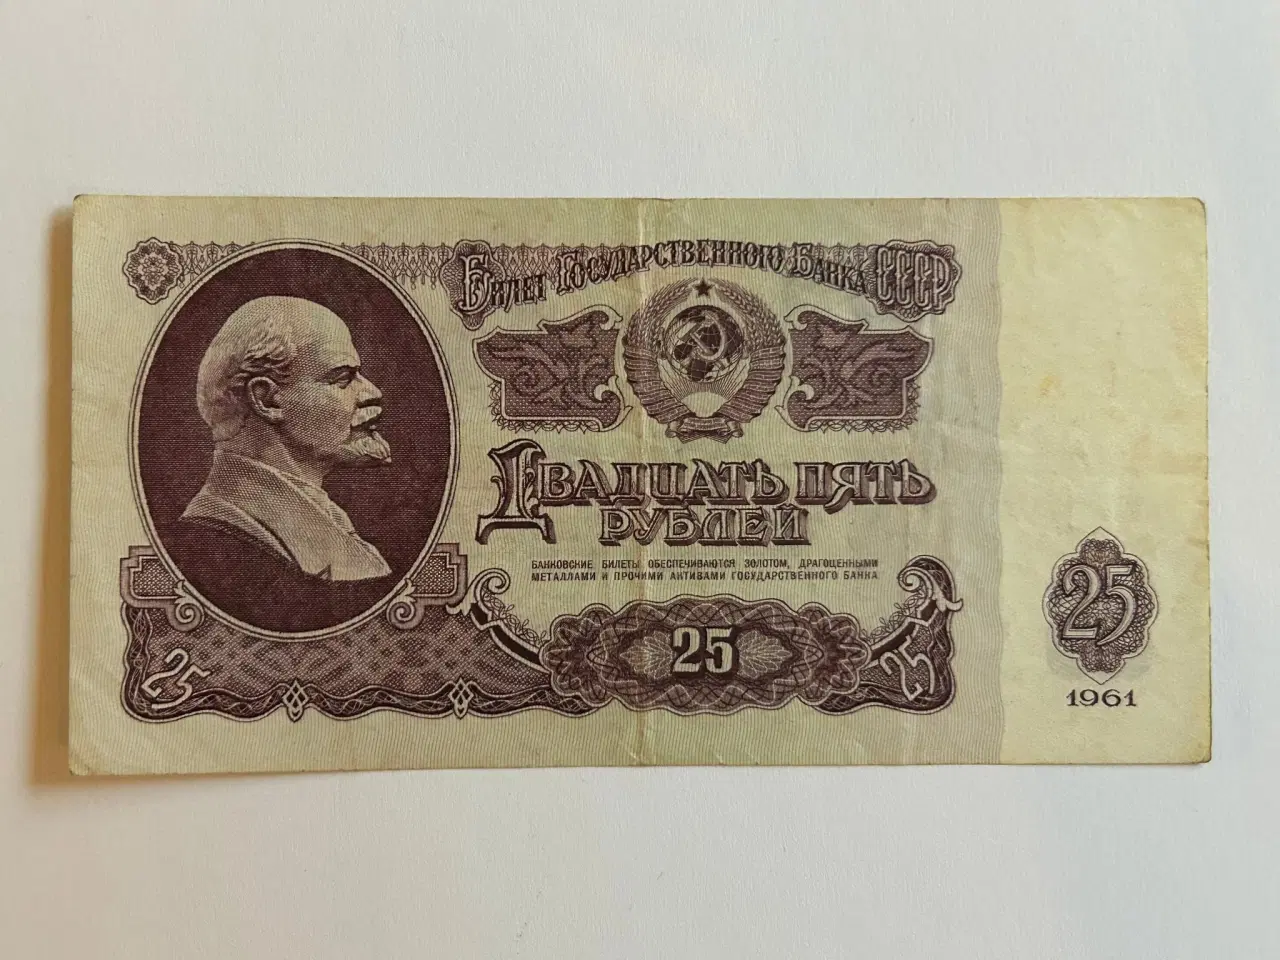 Билет Государственного Банка СССР
Двадцать пять
рублей
БАНКОВСКИЕ БИЛЕТЫ ОБЕСПЕЧИВАЮТСЯ ЗОЛОТОМ, ДРАГОЦЕННЫМИ
МЕТАЛЛАМИ И ПРОЧИМИ АКТИВАМИ ГОСУДАРСТВЕННОГО БАНКА
25
25
25
25
1961